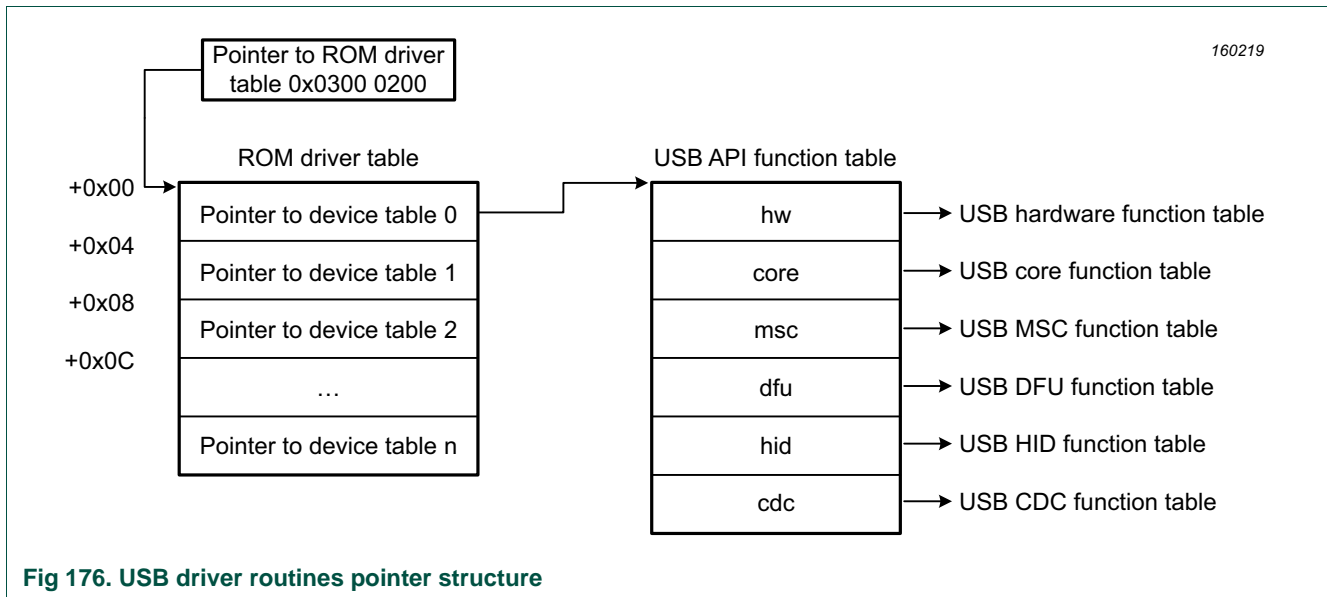 Pointer to ROM driver
table 0x0300 0200
160219
ROM driver table
USB API function table
+0x00
Pointer to device table 0
hw
USB hardware function table
+0x04
Pointer to device table 1
core
USB core function table
+0x08
Pointer to device table 2
msc
USB MSC function table
+0x0C
...
dfu
USB DFU function table
Pointer to device table n
hid
USB HID function table
cdc
USB CDC function table
Fig 176. USB driver routines pointer structure